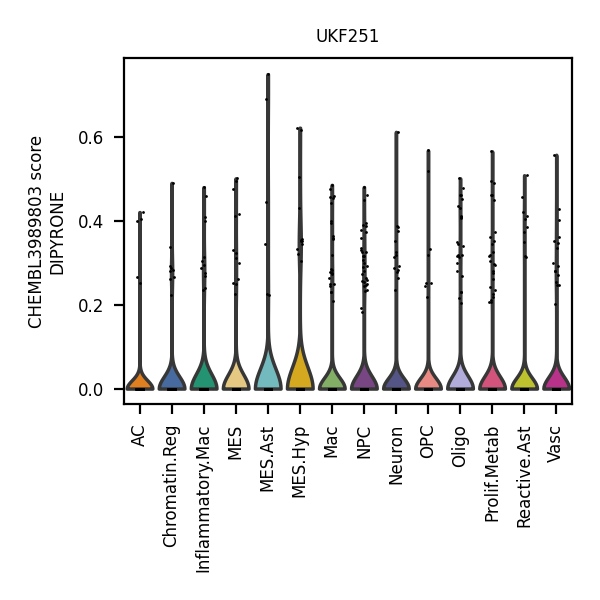 UKF251
CHEMBL3989803 score
DIPYRONE
0.6
0.4
0.2
0.0
AC
Chromatin.Reg
Inflammatory.Mac
MES
MES.Ast
MES.Hyp
Mac
NPC
Neuron
OPC
Oligo
Prolif.Metab
Reactive.Ast
Vasc